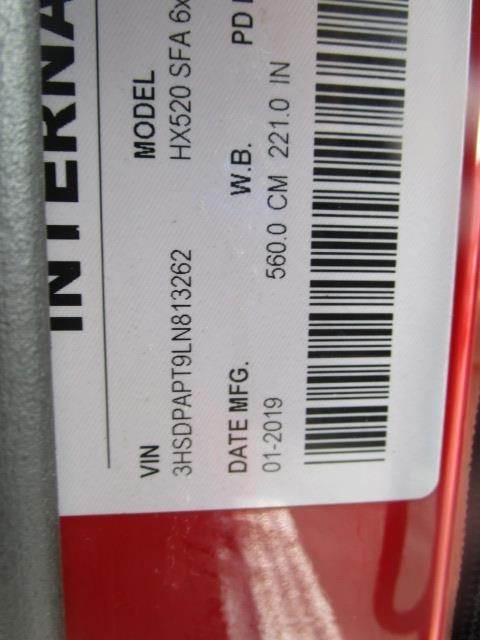 INTERNA
VIN MODEL
3HSDPAPT9LN813262 HX520 SFA 6x
DATE MFG. W.B. PD
01-2019 560.0 CM 221.0 IN